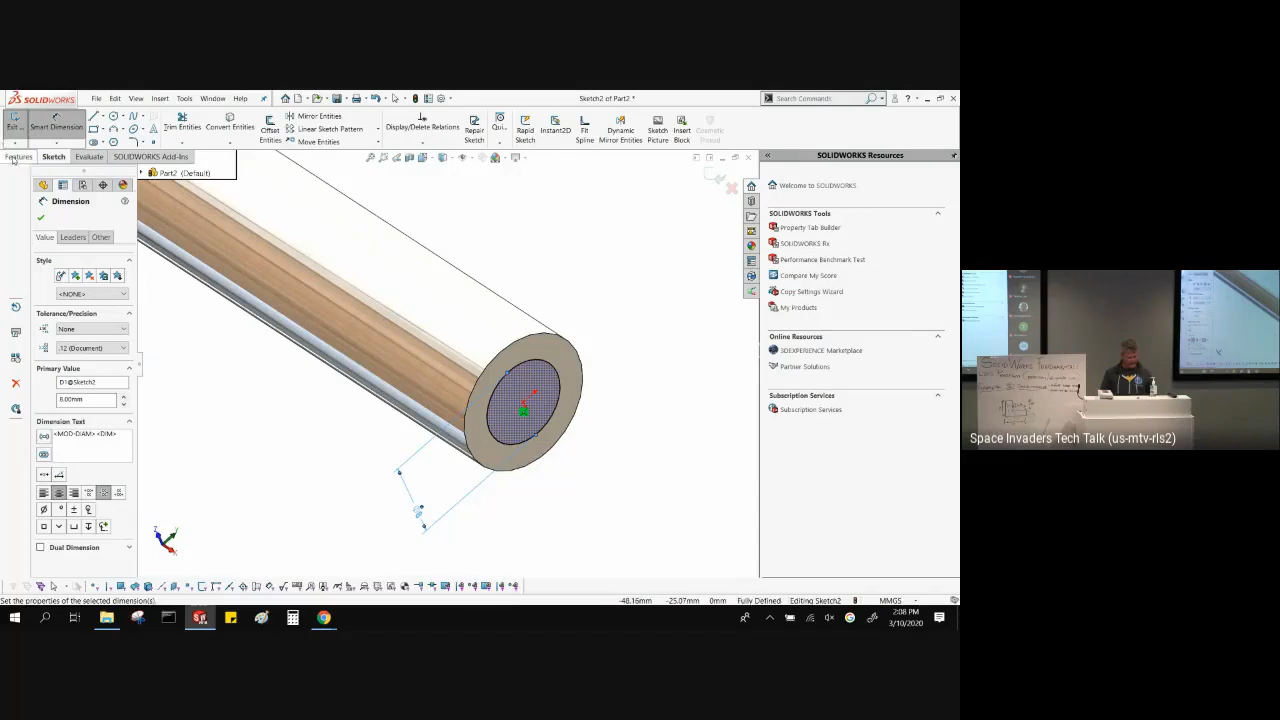 SOLIDWORKS File Edit View Insert Tools Window Help Sketch2 of Part2 * Search Commands
Exit... Smart Dimension Trim Entities Convert Entities Offset Entities Mirror Entities Linear Sketch Pattern Move Entities Display/Delete Relations Repair Sketch Qui... Rapid Sketch Instant2D Fit Spline Dynamic Mirror Entities Sketch Picture Insert Block Cosmetic Thread
Features Sketch Evaluate SOLIDWORKS Add-Ins
Part2 (Default)
Dimension
Value Leaders Other
Style
<NONE>
Tolerance/Precision
None
.12 (Document)
Primary Value
D1@Sketch2
8.00mm
Dimension Text
<MOD-DIAM><DIM>
Dual Dimension
SOLIDWORKS Resources
Welcome to SOLIDWORKS
SOLIDWORKS Tools
Property Tab Builder
SOLIDWORKS Rx
Performance Benchmark Test
Compare My Score
Copy Settings Wizard
My Products
Online Resources
3DEXPERIENCE Marketplace
Partner Solutions
Subscription Services
Subscription Services
Set the properties of the selected dimension(s). -48.16mm -25.07mm 0mm Fully Defined Editing Sketch2 MMGS
2:08 PM
3/10/2020
SOLIDWORKS FUNDAMENTALS
Space Invaders Tech Talk (us-mtv-rls2)